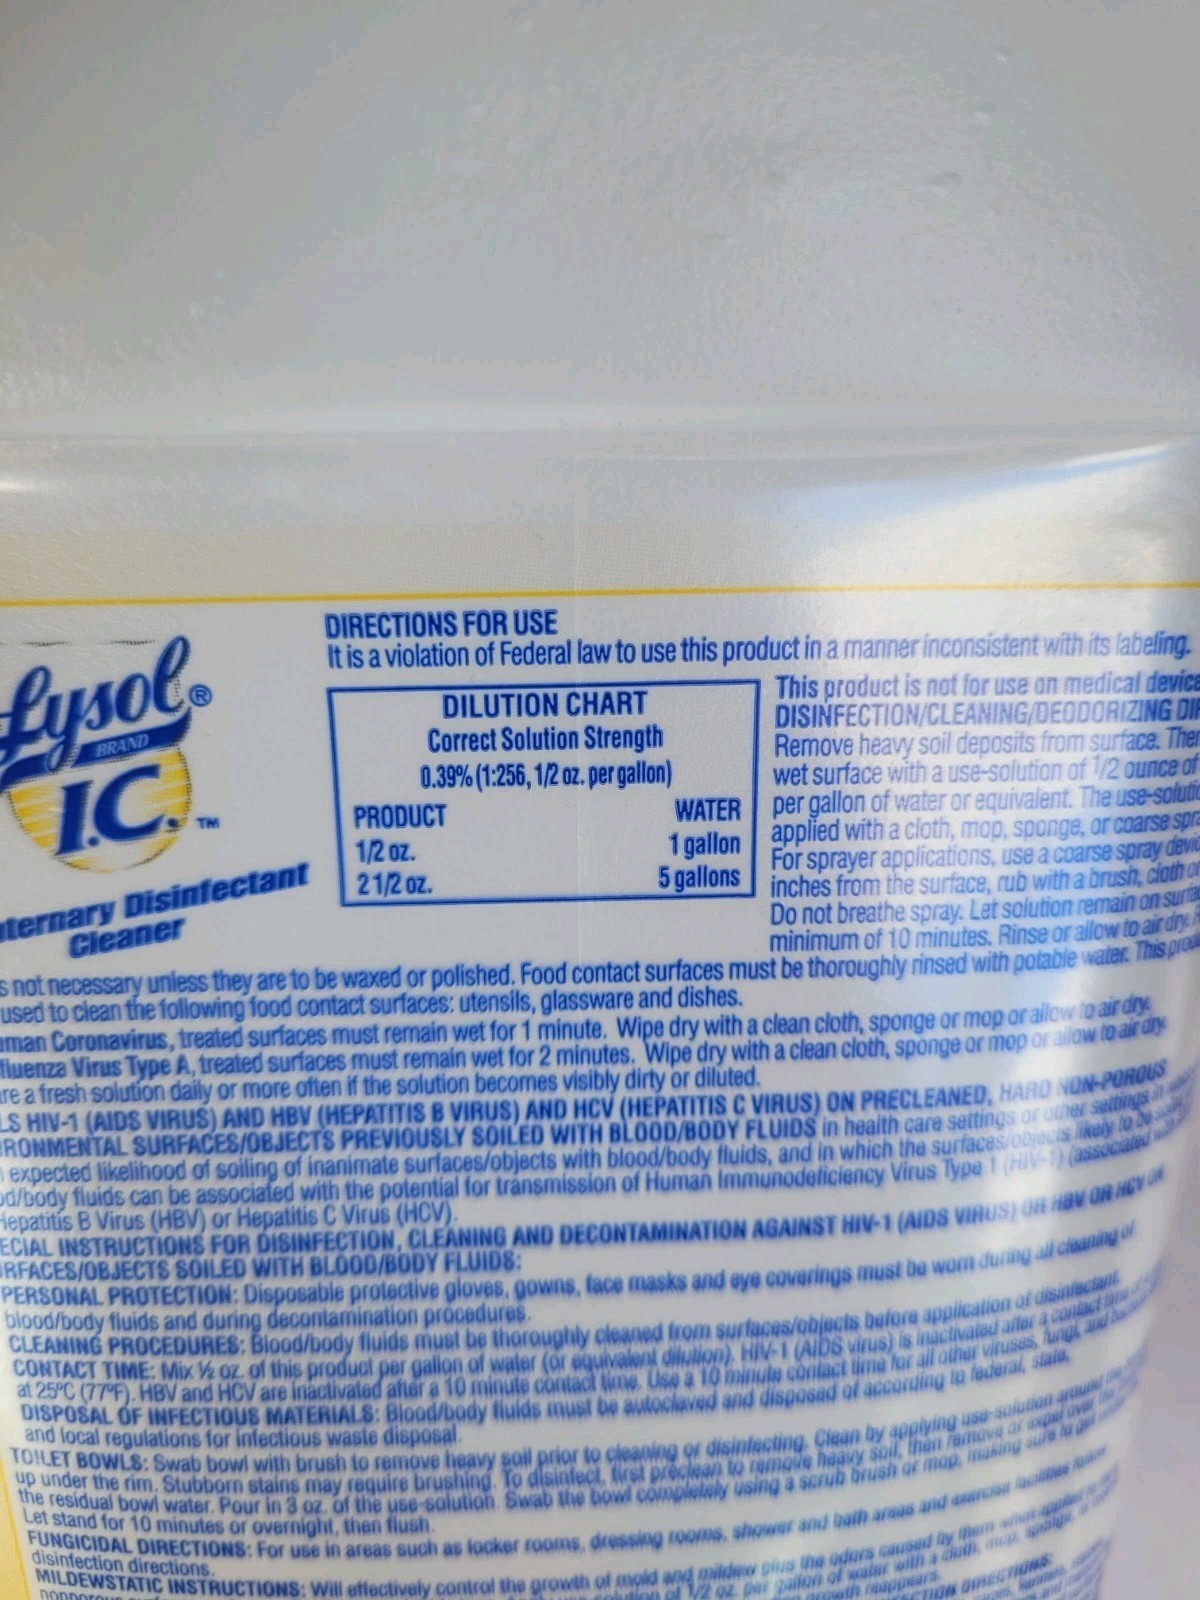 DIRECTIONS FOR USE
It is a violation of Federal law to use this product in a manner inconsistent with its labeling.
Lysol®
BRAND
I.C.™
ternary Disinfectant
Cleaner
DILUTION CHART
Correct Solution Strength
0.39% (1:256, 1/2 oz. per gallon)
PRODUCT WATER
1/2 oz. 1 gallon
2 1/2 oz. 5 gallons
This product is not for use on medical device
DISINFECTION/CLEANING/DEODORIZING DI
Remove heavy soil deposits from surface. Then
wet surface with a use-solution of 1/2 ounce of
per gallon of water or equivalent. The use-soluti
applied with a cloth, mop, sponge, or coarse spra
For sprayer applications, use a coarse spray devic
inches from the surface, rub with a brush, cloth or
Do not breathe spray. Let solution remain on surfa
minimum of 10 minutes. Rinse or allow to air dry.
s not necessary unless they are to be waxed or polished. Food contact surfaces must be thoroughly rinsed with potable water. This prod
used to clean the following food contact surfaces: utensils, glassware and dishes.
man Coronavirus, treated surfaces must remain wet for 1 minute. Wipe dry with a clean cloth, sponge or mop or allow to air dry.
fluenza Virus Type A, treated surfaces must remain wet for 2 minutes. Wipe dry with a clean cloth, sponge or mop or allow to air dry.
re a fresh solution daily or more often if the solution becomes visibly dirty or diluted.
LS HIV-1 (AIDS VIRUS) AND HBV (HEPATITIS B VIRUS) AND HCV (HEPATITIS C VIRUS) ON PRECLEANED, HARD NON-POROUS
RONMENTAL SURFACES/OBJECTS PREVIOUSLY SOILED WITH BLOOD/BODY FLUIDS in health care settings or other settings in
expected likelihood of soiling of inanimate surfaces/objects with blood/body fluids, and in which the surfaces/objects likely to be
od/body fluids can be associated with the potential for transmission of Human Immunodeficiency Virus Type 1 (HIV-1) (associated
Hepatitis B Virus (HBV) or Hepatitis C Virus (HCV).
ECIAL INSTRUCTIONS FOR DISINFECTION, CLEANING AND DECONTAMINATION AGAINST HIV-1 (AIDS VIRUS) OR HBV OR HCV
RFACES/OBJECTS SOILED WITH BLOOD/BODY FLUIDS:
PERSONAL PROTECTION: Disposable protective gloves, gowns, face masks and eye coverings must be worn during all cleaning of
blood/body fluids and during decontamination procedures.
CLEANING PROCEDURES: Blood/body fluids must be thoroughly cleaned from surfaces/objects before application of disinfectant.
CONTACT TIME: Mix ½ oz. of this product per gallon of water (or equivalent dilution). HIV-1 (AIDS virus) is inactivated after a contact time
at 25°C (77°F). HBV and HCV are inactivated after a 10 minute contact time. Use a 10 minute contact time for all other viruses, fungi, and
DISPOSAL OF INFECTIOUS MATERIALS: Blood/body fluids must be autoclaved and disposed of according to federal, state,
and local regulations for infectious waste disposal.
TOILET BOWLS: Swab bowl with brush to remove heavy soil prior to cleaning or disinfecting. Clean by applying use-solution around the
up under the rim. Stubborn stains may require brushing. To disinfect, first preclean to remove heavy soil, then remove or expel over the
the residual bowl water. Pour in 3 oz. of the use-solution. Swab the bowl completely using a scrub brush or mop, making sure to get
Let stand for 10 minutes or overnight, then flush.
FUNGICIDAL DIRECTIONS: For use in areas such as locker rooms, dressing rooms, shower and bath areas and exercise facilities follow
disinfection directions.
MILDEWSTATIC INSTRUCTIONS: Will effectively control the growth of mold and mildew plus the odors caused by them when applied to
solution of 1/2 oz. per gallon of water with a cloth, mop, sponge,
growth reappears.